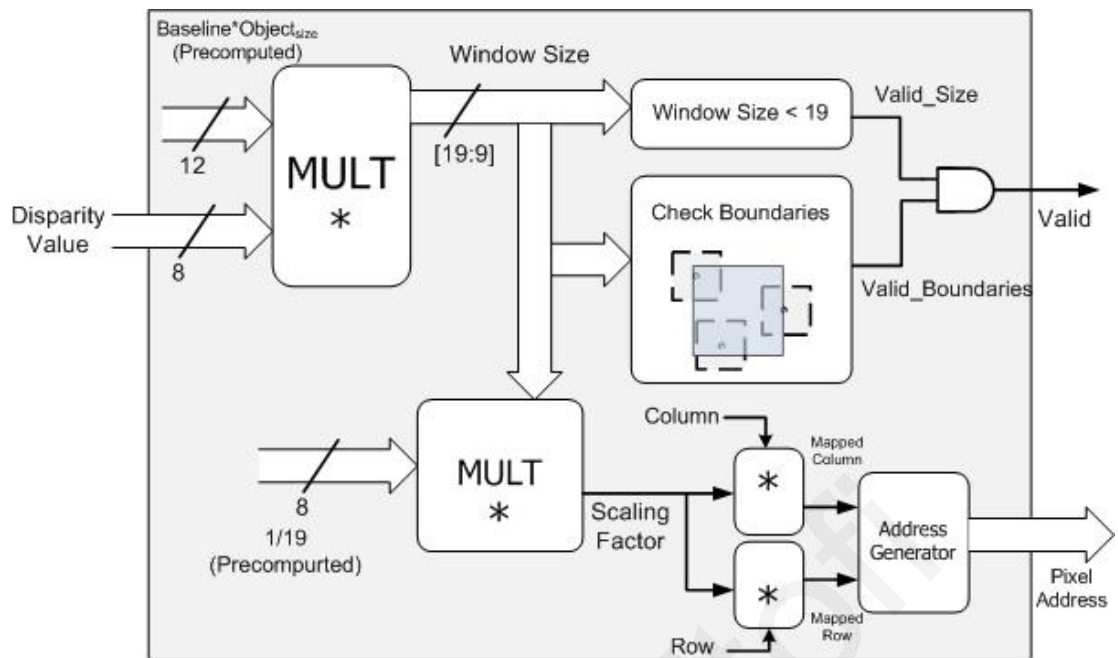 Baseline*Objectsize
(Precomputed)
12
Disparity
Value
8
MULT
*
Window Size
[19:9]
Window Size < 19
Valid_Size
Check Boundaries
Valid
Valid_Boundaries
8
1/19
(Precompurted)
MULT
*
Scaling
Factor
Column
*
Mapped
Column
*
Mapped
Row
Row
Address
Generator
Pixel
Address